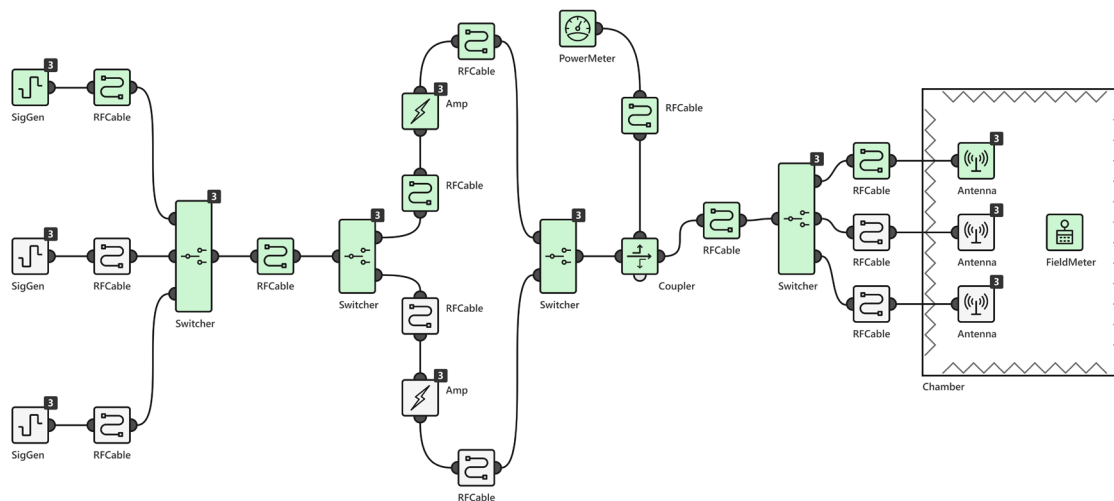 3
SigGen
RFCable
3
SigGen
RFCable
3
SigGen
RFCable
3
Switcher
RFCable
3
Switcher
RFCable
3
Amp
RFCable
RFCable
3
Amp
RFCable
3
Switcher
PowerMeter
RFCable
Coupler
RFCable
3
Switcher
RFCable
3
Antenna
RFCable
3
Antenna
RFCable
3
Antenna
FieldMeter
Chamber